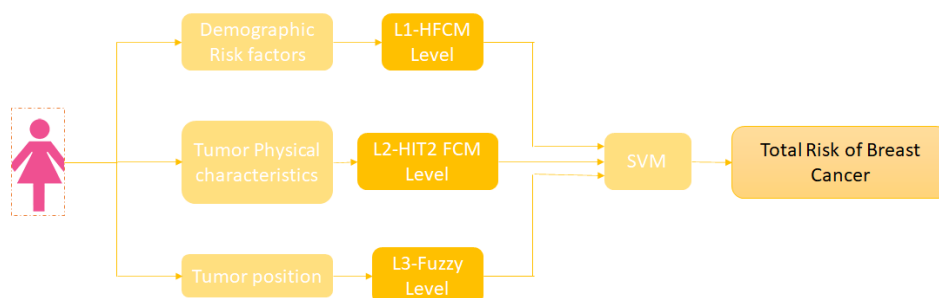 Demographic
Risk factors
L1-HFCM
Level
Tumor Physical
characteristics
L2-HIT2 FCM
Level
SVM
Total Risk of Breast
Cancer
Tumor position
L3-Fuzzy
Level